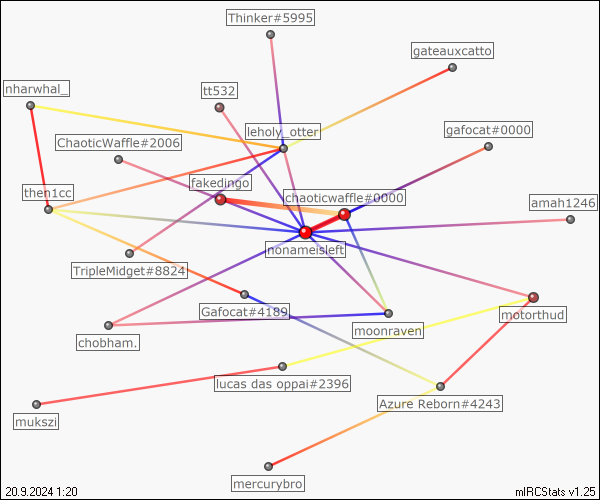 Thinker#5995
gateauxcatto
nharwhal_
tt532
leholy_otter
gafocat#0000
ChaoticWaffle#2006
fakedingo
then1cc
chaoticwaffle#0000
amah1246
nonameisleft
TripleMidget#8824
Gafocat#4189
motorthud
moonraven
chobham.
lucas das oppai#2396
Azure Reborn#4243
mukszi
mercurybro
20.9.2024 1:20
mIRCStats v1.25